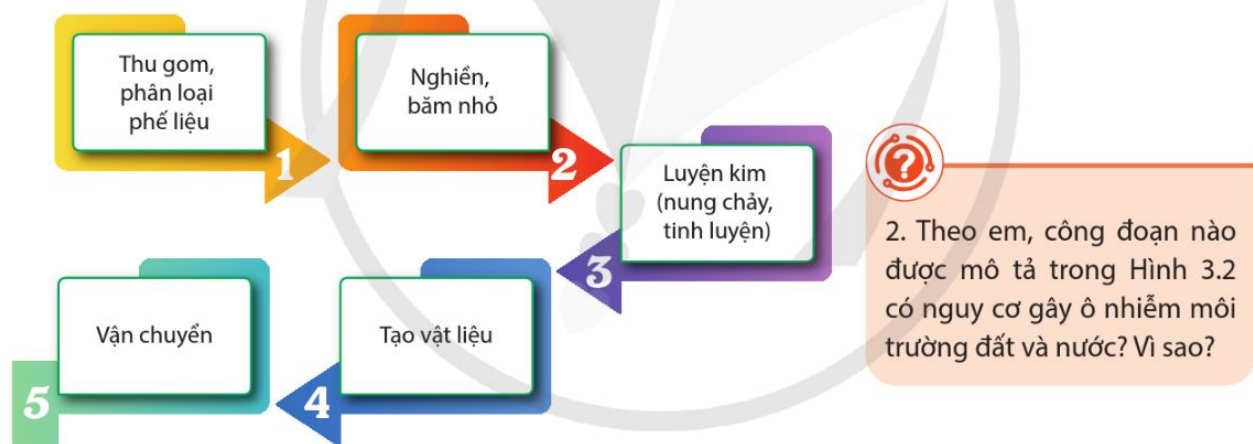 Thu gom,
phân loại
phế liệu
1
Nghiền,
băm nhỏ
2
Luyện kim
(nung chảy,
tinh luyện)
3
Tạo vật liệu
4
Vận chuyển
5
?
2. Theo em, công đoạn nào
được mô tả trong Hình 3.2
có nguy cơ gây ô nhiễm môi
trường đất và nước? Vì sao?